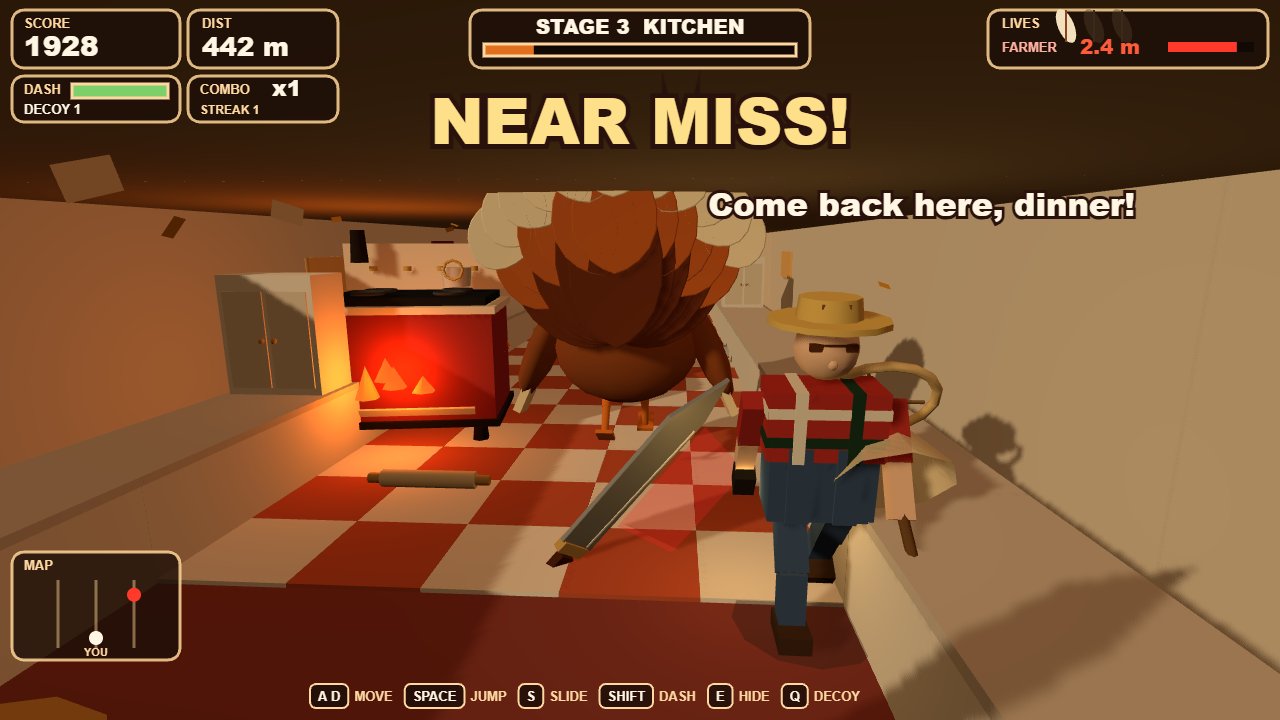 SCORE
1928
DIST
442 m
STAGE 3 KITCHEN
LIVES
FARMER 2.4 m
DASH
DECOY 1
COMBO x1
STREAK 1
NEAR MISS!
Come back here, dinner!
MAP
YOU
A D MOVE SPACE JUMP S SLIDE SHIFT DASH E HIDE Q DECOY